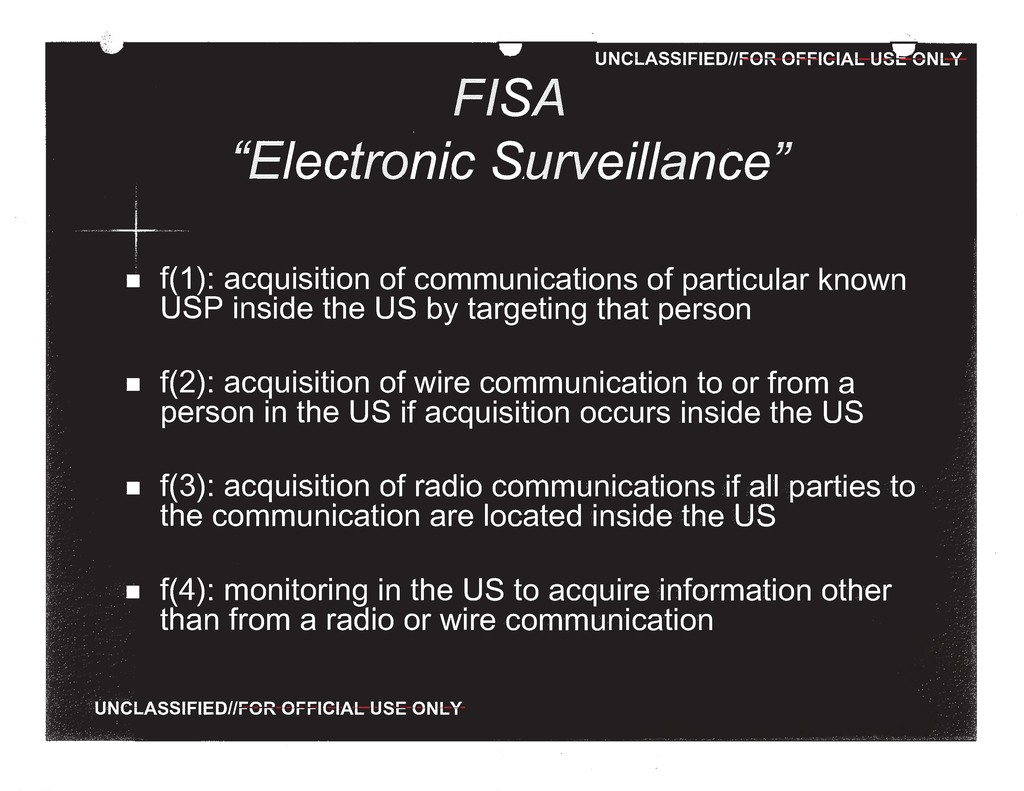 UNCLASSIFIED//FOR OFFICIAL USE ONLY
FISA
“Electronic Surveillance”
■ f(1): acquisition of communications of particular known
USP inside the US by targeting that person
■ f(2): acquisition of wire communication to or from a
person in the US if acquisition occurs inside the US
■ f(3): acquisition of radio communications if all parties to
the communication are located inside the US
■ f(4): monitoring in the US to acquire information other
than from a radio or wire communication
UNCLASSIFIED//FOR OFFICIAL USE ONLY